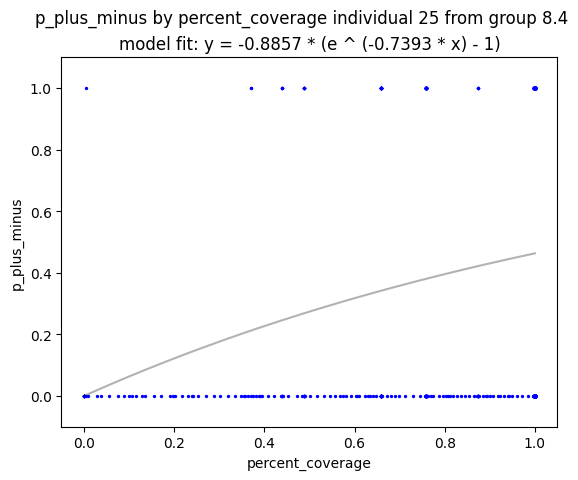 p_plus_minus by percent_coverage individual 25 from group 8.4
model fit: y = -0.8857 * (e ^ (-0.7393 * x) - 1)
1.0
0.8
0.6
0.4
0.2
0.0
p_plus_minus
0.0 0.2 0.4 0.6 0.8 1.0
percent_coverage